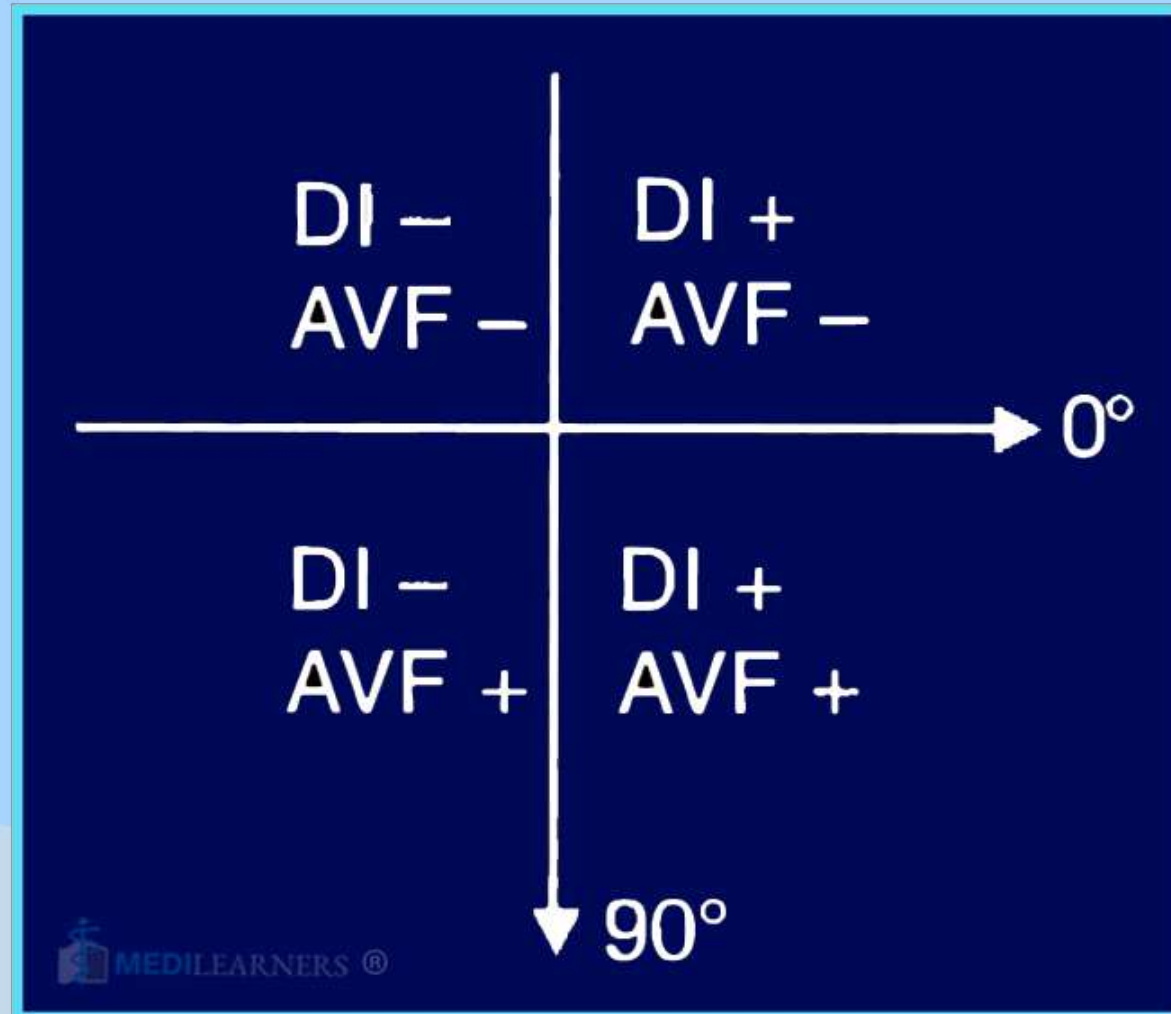 DI –
AVF –
DI +
AVF –
0°
DI –
AVF +
DI +
AVF +
90°
MEDILEARNERS ®